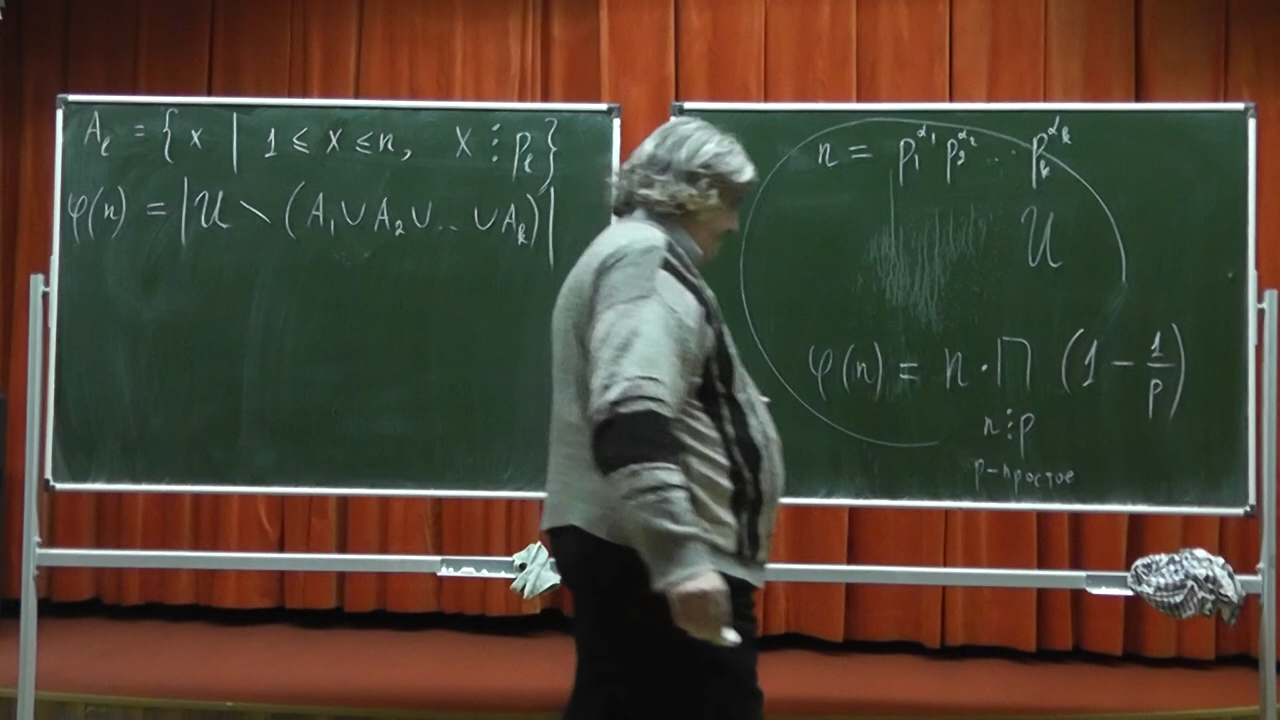 A_ℓ = { x | 1 ⩽ x ⩽ n, x ⋮ p_ℓ }
φ(n) = | U \ (A₁ ∪ A₂ ∪ ... ∪ A_k) |
n = p₁^α₁ p₂^α₂ ... p_k^α_k
U
φ(n) = n · Π (1 − 1/p)
n ⋮ p
p – простое